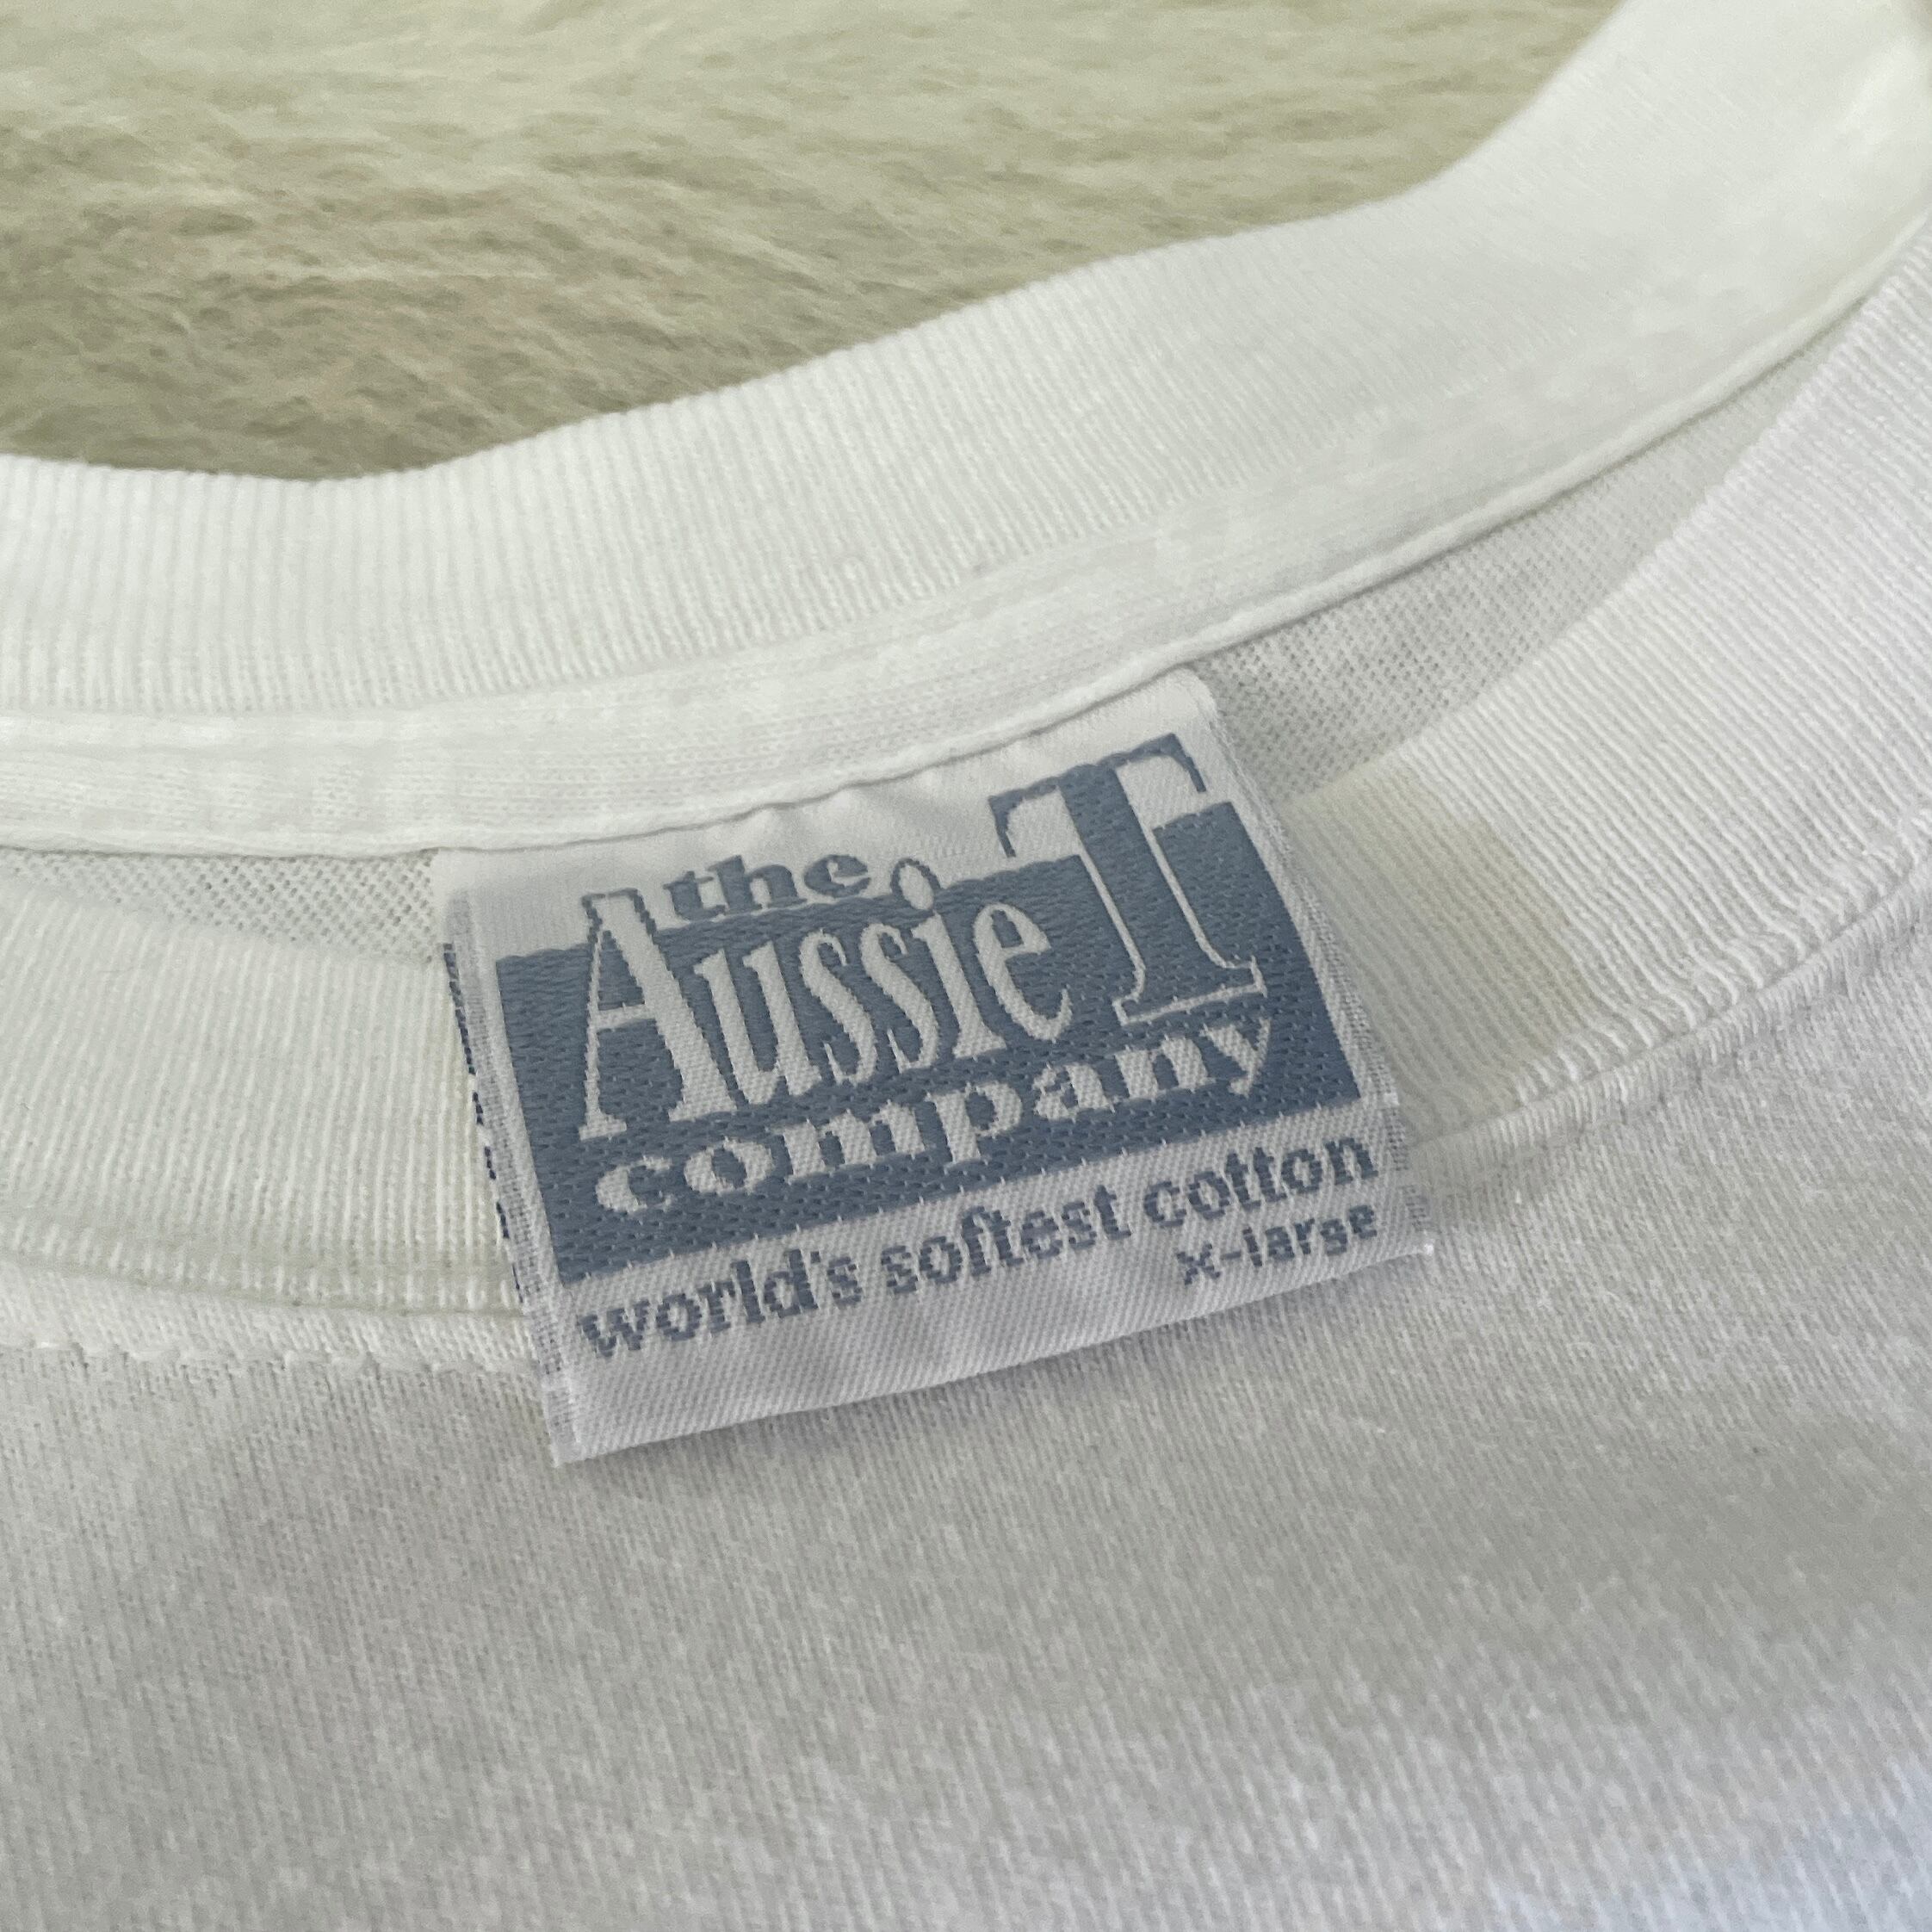 the
Aussie T
company
world's softest cotton
x-large